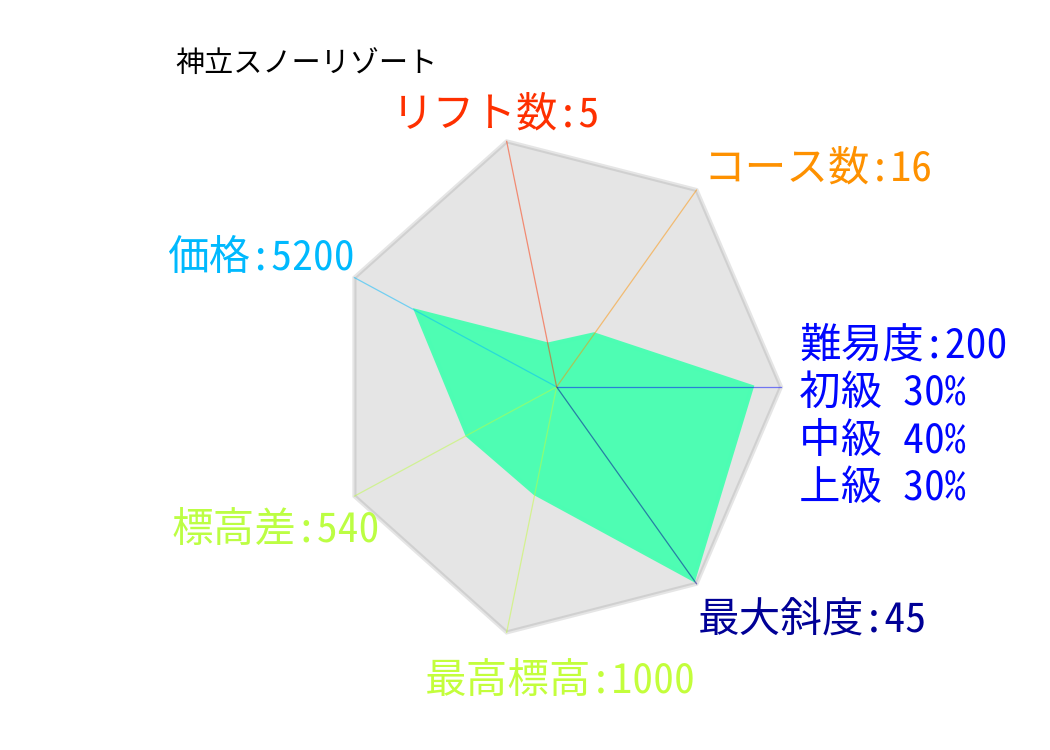 神立スノーリゾート
リフト数:5
コース数:16
価格:5200
難易度:200
初級 30%
中級 40%
上級 30%
標高差:540
最大斜度:45
最高標高:1000